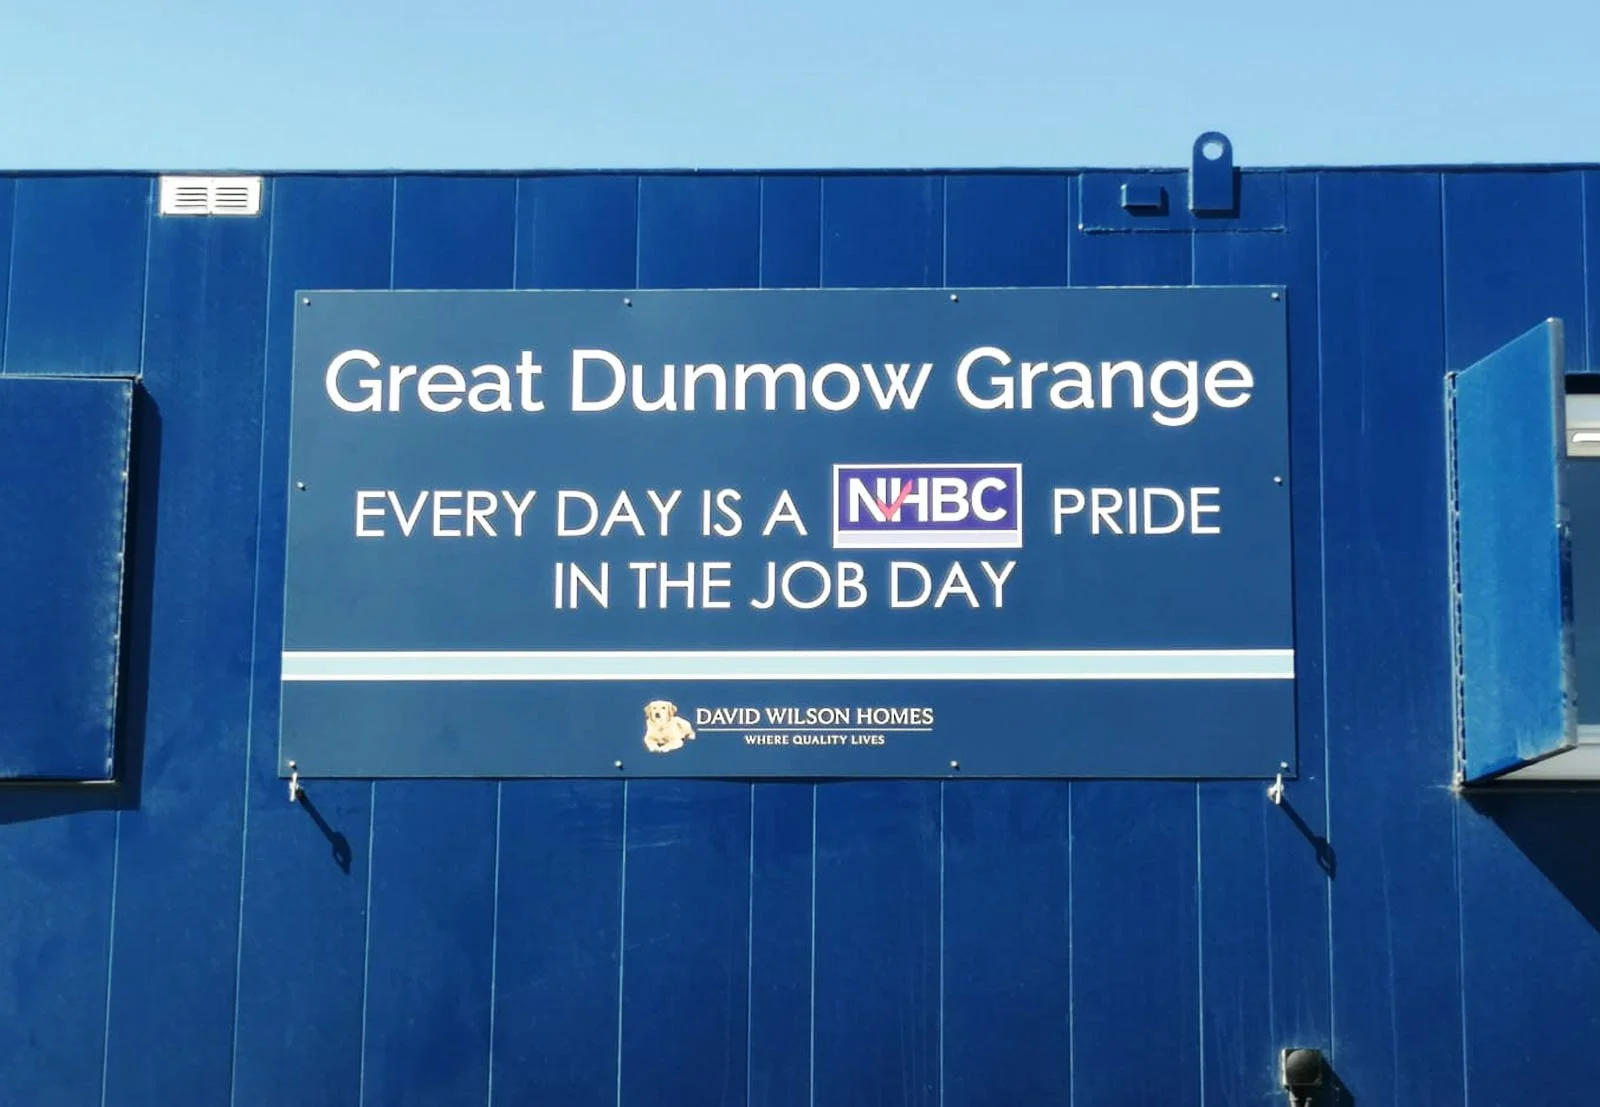 Great Dunmow Grange
EVERY DAY IS A NHBC PRIDE
IN THE JOB DAY
DAVID WILSON HOMES
WHERE QUALITY LIVES